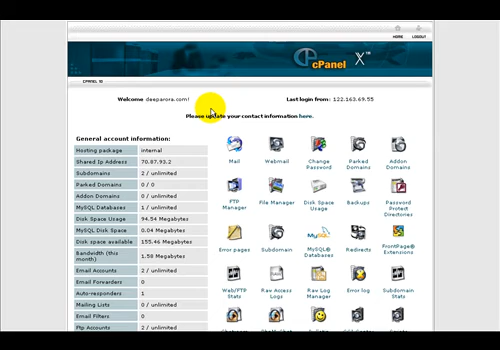 HOME LOGOUT
cPanel X™
CPANEL 10
Welcome deeparora.com! Last login from: 122.163.69.55
Please update your contact information here.
General account information:
Hosting package internal
Shared Ip Address 70.87.93.2
Subdomains 2 / unlimited
Parked Domains 0 / 0
Addon Domains 0 / unlimited
MySQL Databases 1 / unlimited
Disk Space Usage 94.54 Megabytes
MySQL Disk Space 0.04 Megabytes
Disk space available 155.46 Megabytes
Bandwidth (this month) 1.58 Megabytes
Email Accounts 2 / unlimited
Email Forwarders 0
Auto-responders 1
Mailing Lists 0 / unlimited
Email Filters 0
Ftp Accounts 2 / unlimited
Mail Webmail Change Password Parked Domains Addon Domains
FTP Manager File Manager Disk Space Usage Backups Password Protect Directories
MySQL
Error pages Subdomain MySQL® Databases Redirects FrontPage® Extensions
Web/FTP Stats Raw Access Logs Raw Log Manager Error log Subdomain Stats